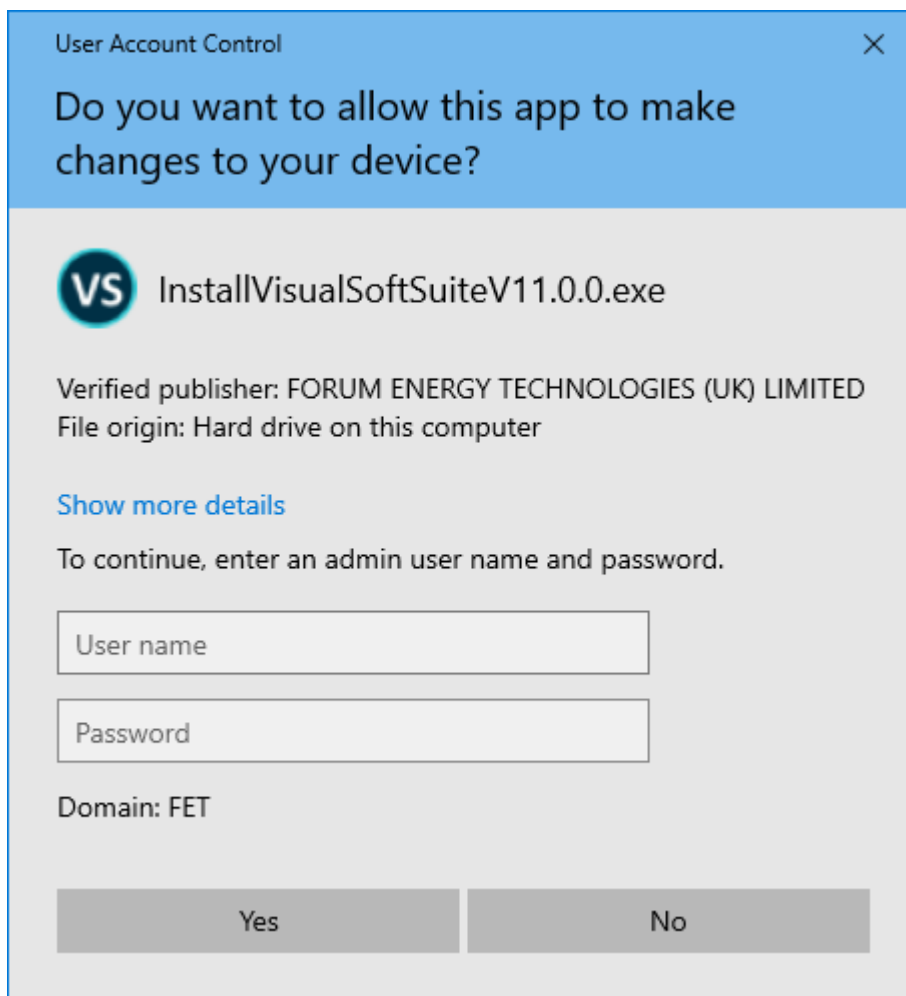 User Account Control
Do you want to allow this app to make
changes to your device?
VS
InstallVisualSoftSuiteV11.0.0.exe
Verified publisher: FORUM ENERGY TECHNOLOGIES (UK) LIMITED
File origin: Hard drive on this computer
Show more details
To continue, enter an admin user name and password.
User name
Password
Domain: FET
Yes
No